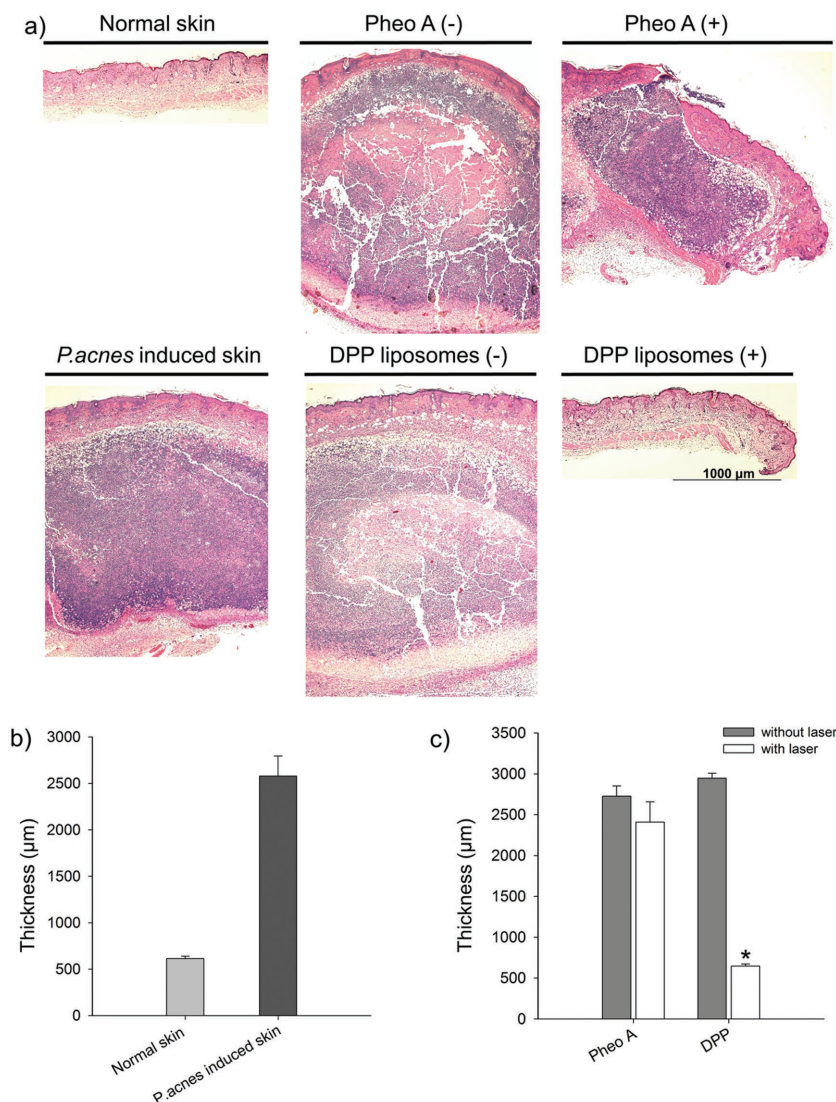 a)
Normal skin
Pheo A (-)
Pheo A (+)
P.acnes induced skin
DPP liposomes (-)
DPP liposomes (+)
1000 µm
b)
3000
2500
2000
1500
1000
500
0
Thickness (µm)
Normal skin
P.acnes induced skin
c)
3500
3000
2500
2000
1500
1000
500
0
Thickness (µm)
without laser
with laser
*
Pheo A
DPP